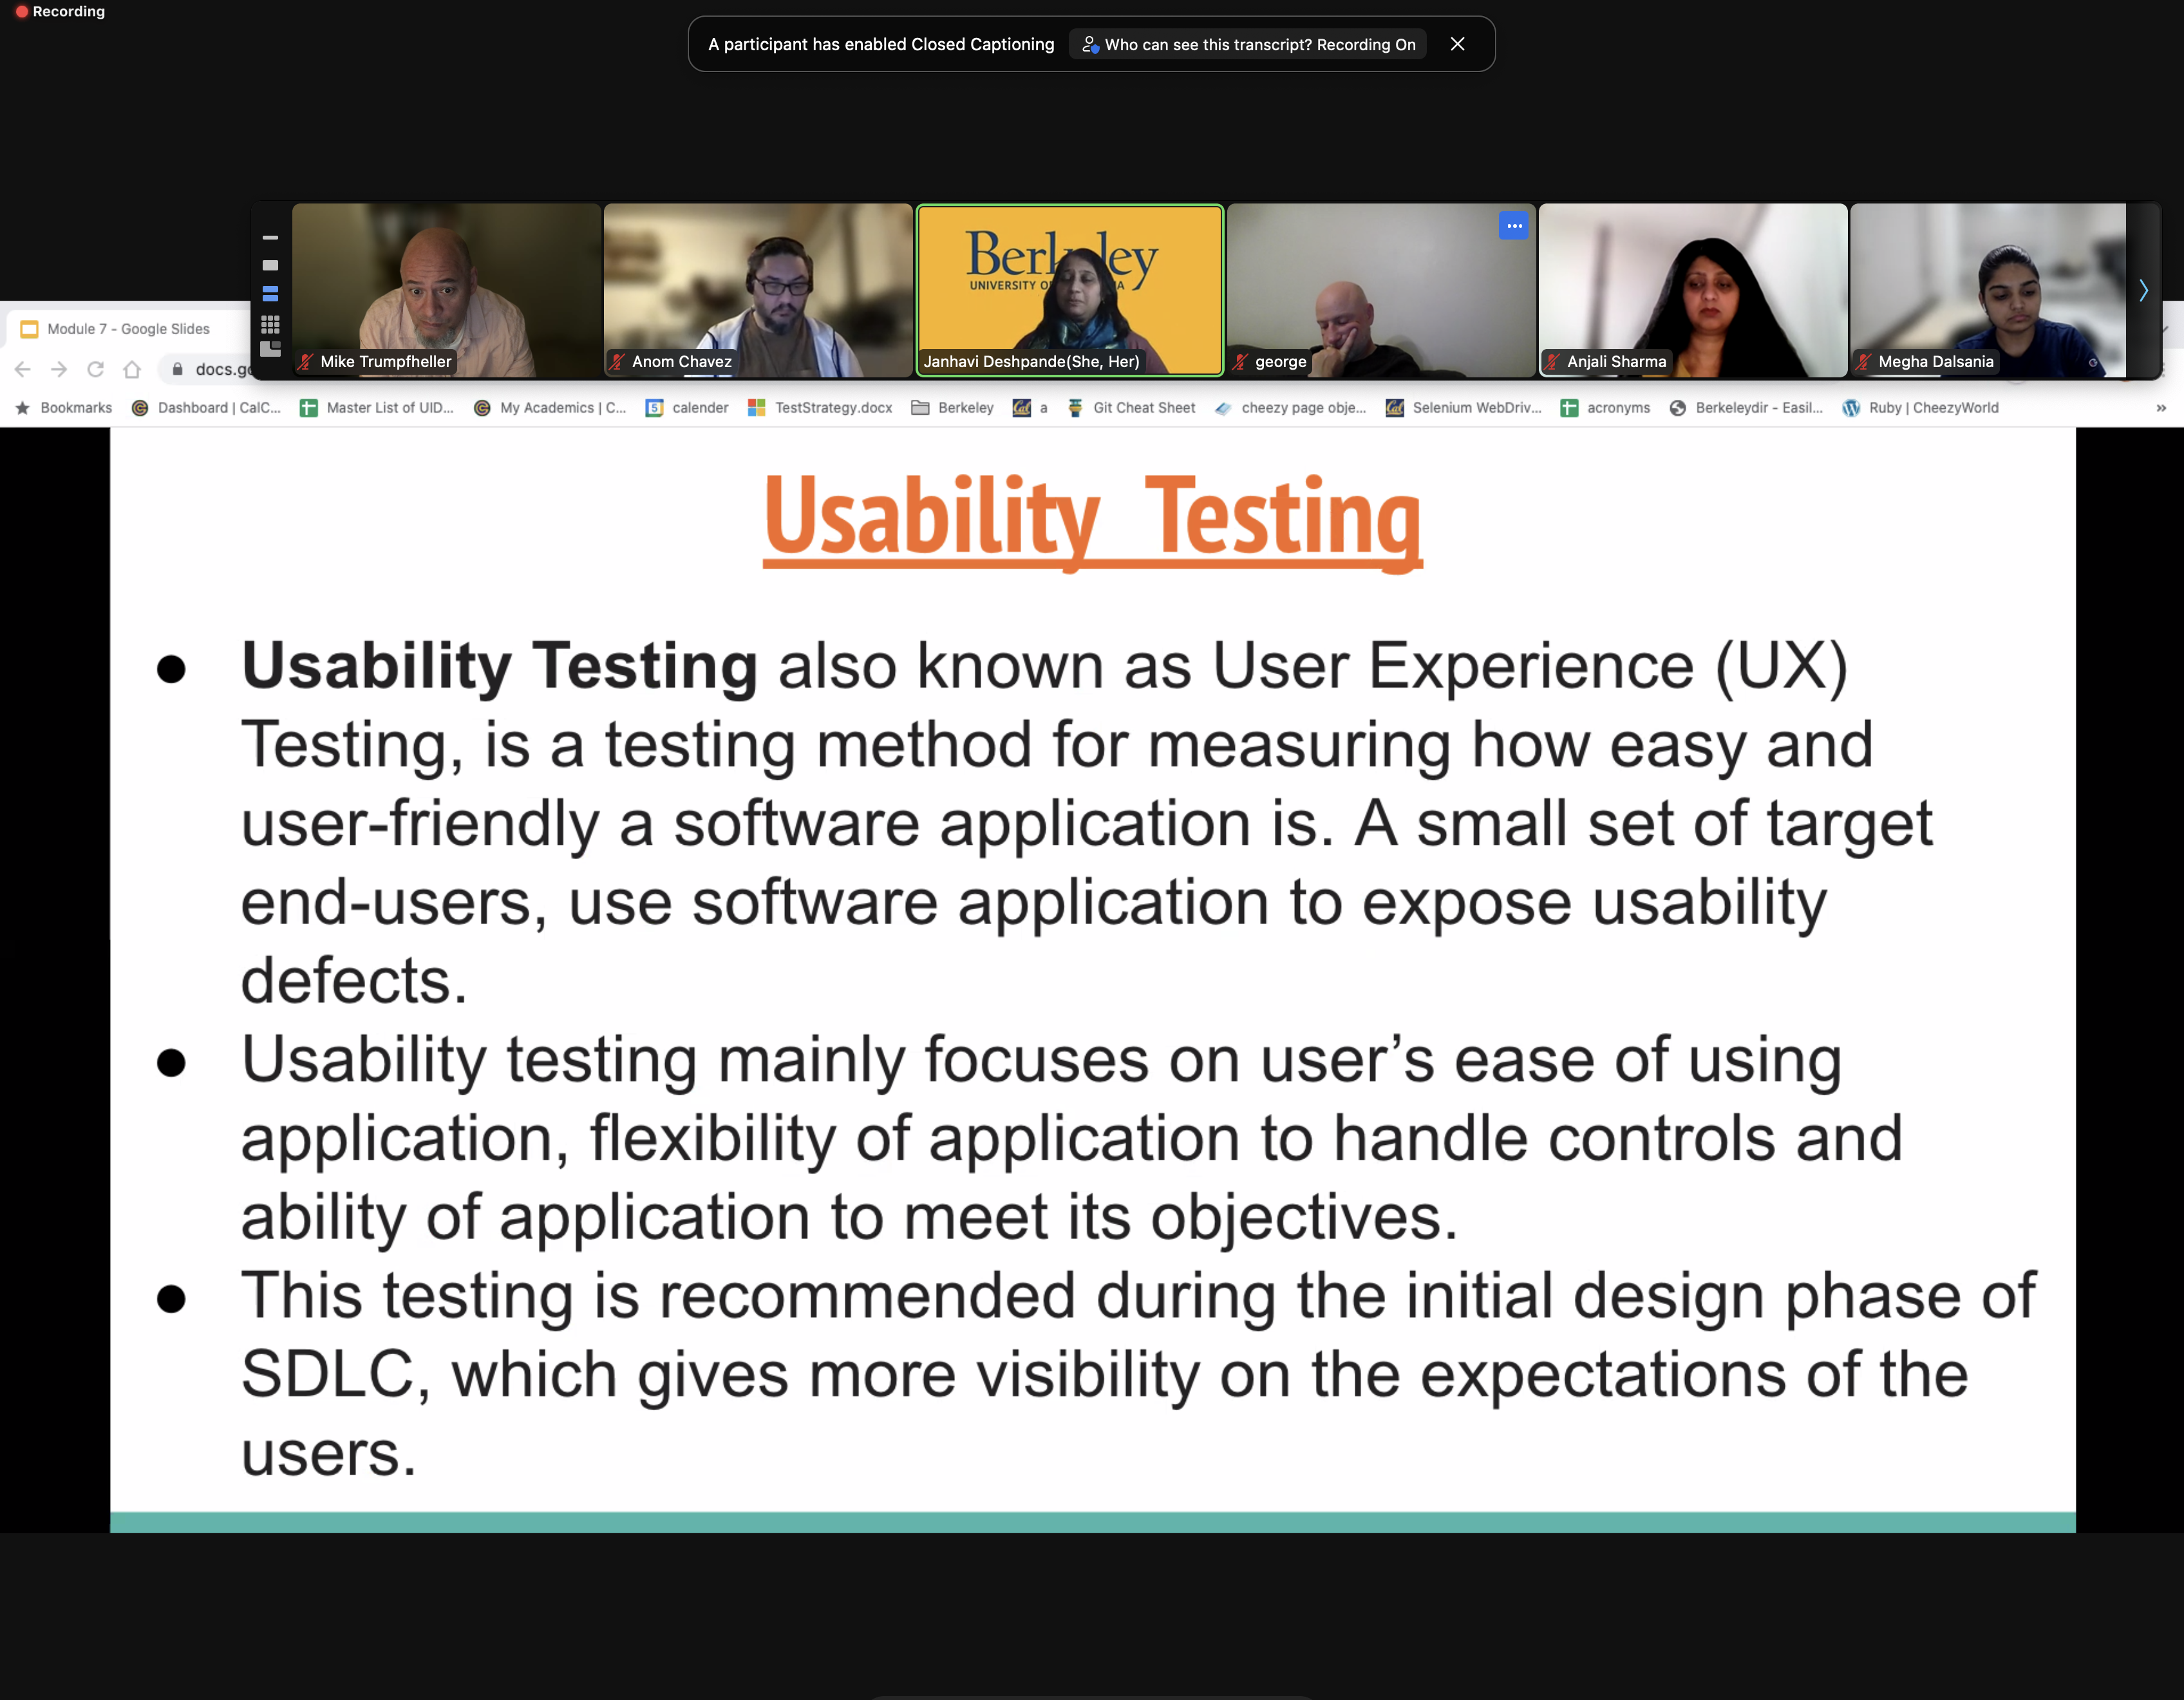 Recording
A participant has enabled Closed Captioning Who can see this transcript? Recording On
Berkeley
UNIVERSITY
Mike Trumpfheller
Anom Chavez
Janhavi Deshpande(She, Her)
george
Anjali Sharma
Megha Dalsania
Module 7 - Google Slides
Bookmarks
Dashboard | CalC...
Master List of UID...
My Academics | C...
5
calender
TestStrategy.docx
Berkeley
Cal
a
Git Cheat Sheet
cheezy page obje...
Cal
Selenium WebDriv...
acronyms
Berkeleydir - Easil...
Ruby | CheezyWorld
»
Usability Testing
● Usability Testing also known as User Experience (UX)
Testing, is a testing method for measuring how easy and
user-friendly a software application is. A small set of target
end-users, use software application to expose usability
defects.
● Usability testing mainly focuses on user’s ease of using
application, flexibility of application to handle controls and
ability of application to meet its objectives.
● This testing is recommended during the initial design phase of
SDLC, which gives more visibility on the expectations of the
users.